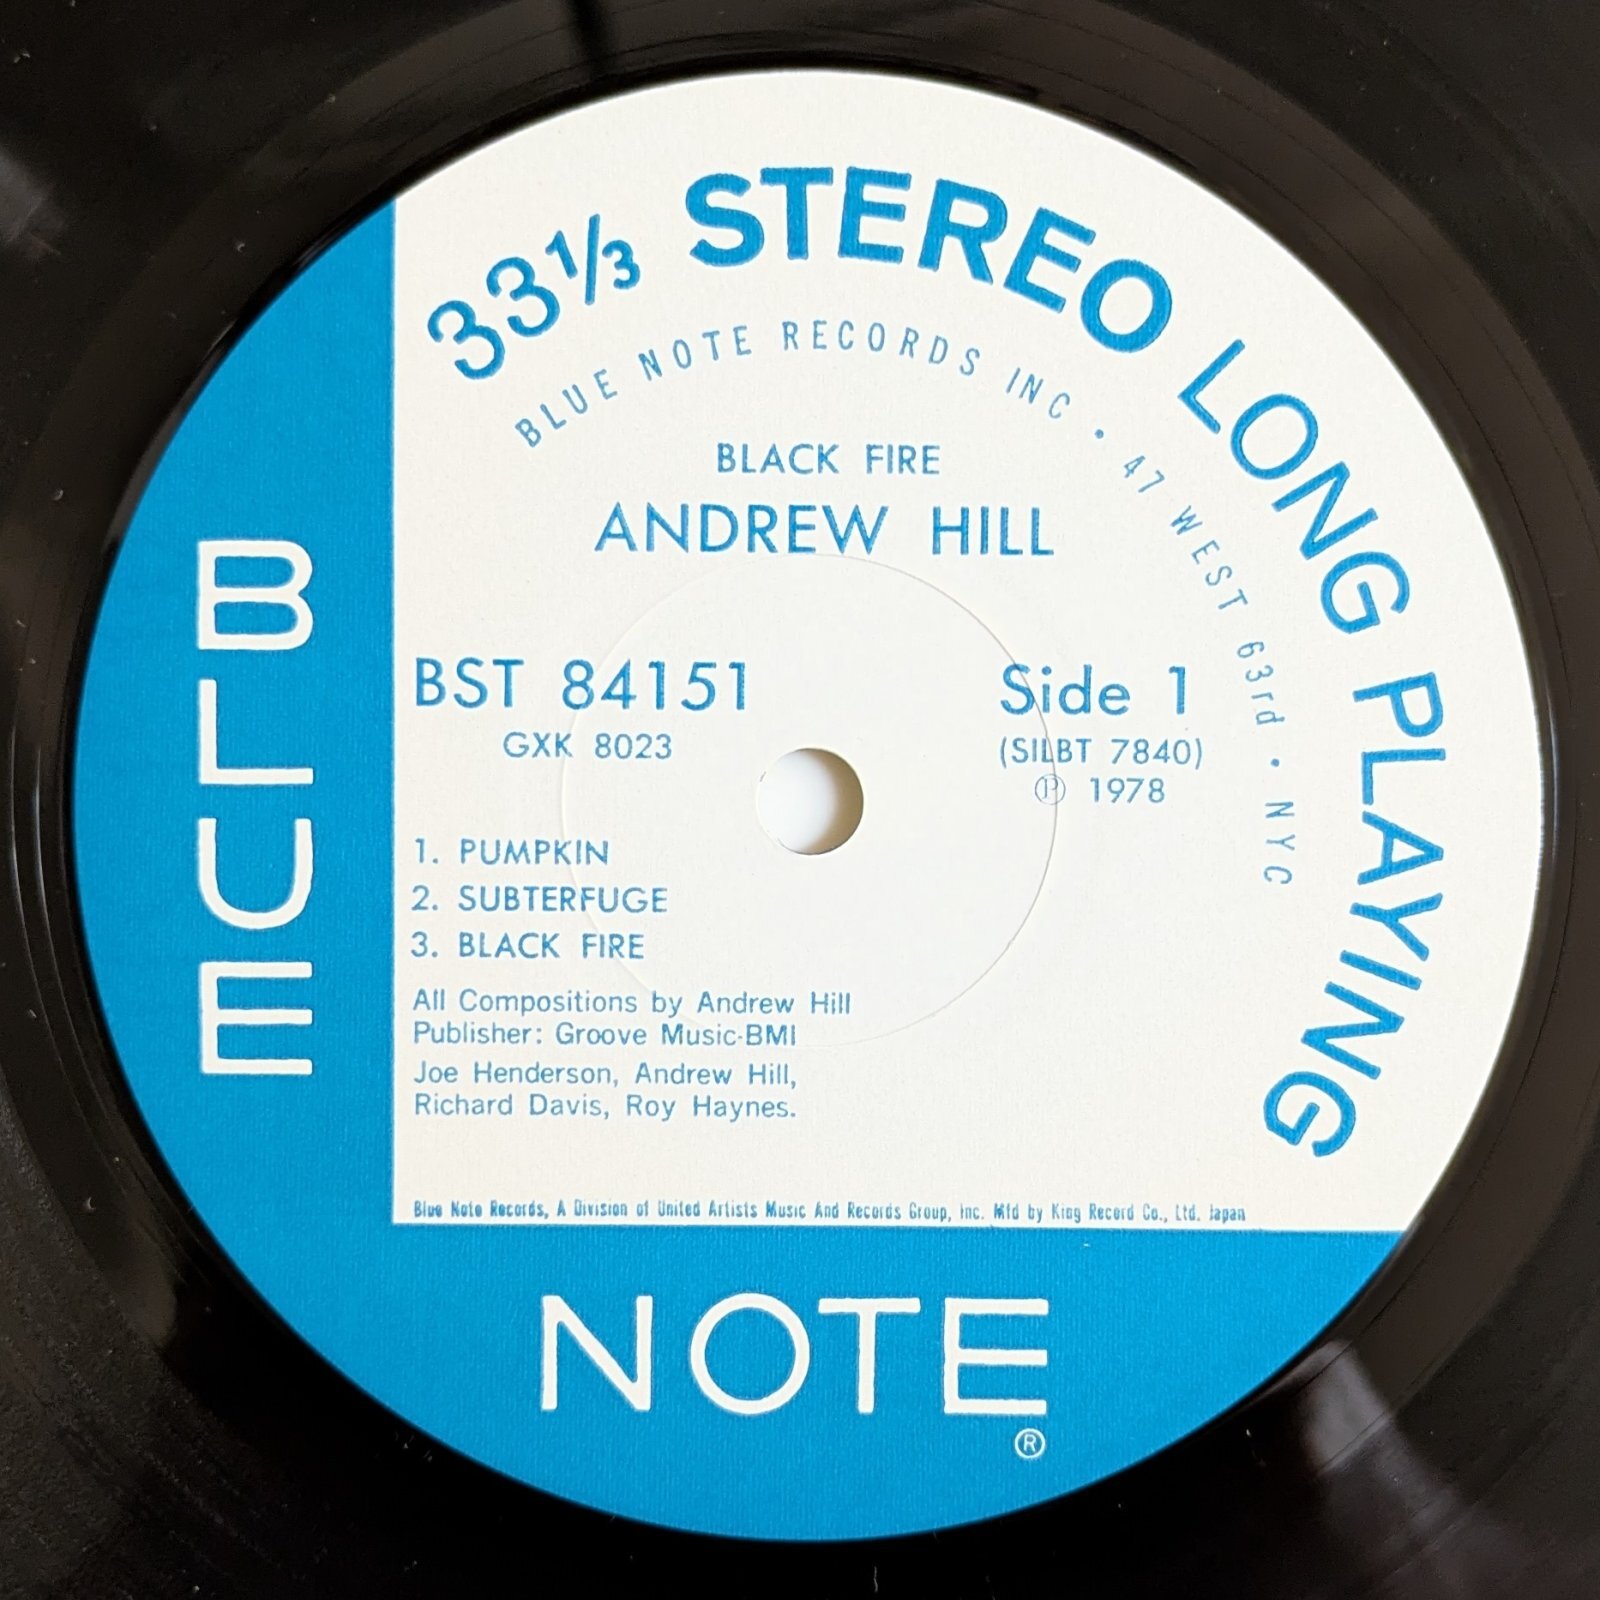 33⅓ STEREO LONG PLAYING
BLUE NOTE RECORDS INC • 47 WEST 63rd • NYC
BLACK FIRE
ANDREW HILL
BST 84151
GXK 8023
Side 1
(SILBT 7840)
℗ 1978
1. PUMPKIN
2. SUBTERFUGE
3. BLACK FIRE
All Compositions by Andrew Hill
Publisher: Groove Music-BMI
Joe Henderson, Andrew Hill,
Richard Davis, Roy Haynes.
Blue Note Records, A Division of United Artists Music And Records Group, Inc. Mfd by King Record Co., Ltd. Japan
BLUE
NOTE
®